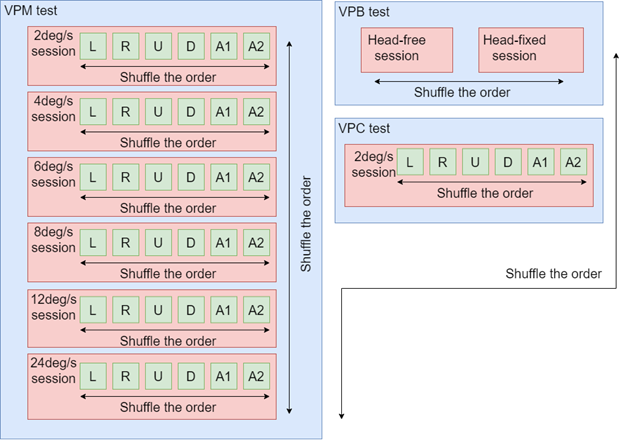 VPM test
2deg/s
session
L R U D A1 A2
Shuffle the order
4deg/s
session
L R U D A1 A2
Shuffle the order
6deg/s
session
L R U D A1 A2
Shuffle the order
8deg/s
session
L R U D A1 A2
Shuffle the order
12deg/s
session
L R U D A1 A2
Shuffle the order
24deg/s
session
L R U D A1 A2
Shuffle the order
Shuffle the order
VPB test
Head-free
session
Head-fixed
session
Shuffle the order
VPC test
2deg/s
session
L R U D A1 A2
Shuffle the order
Shuffle the order